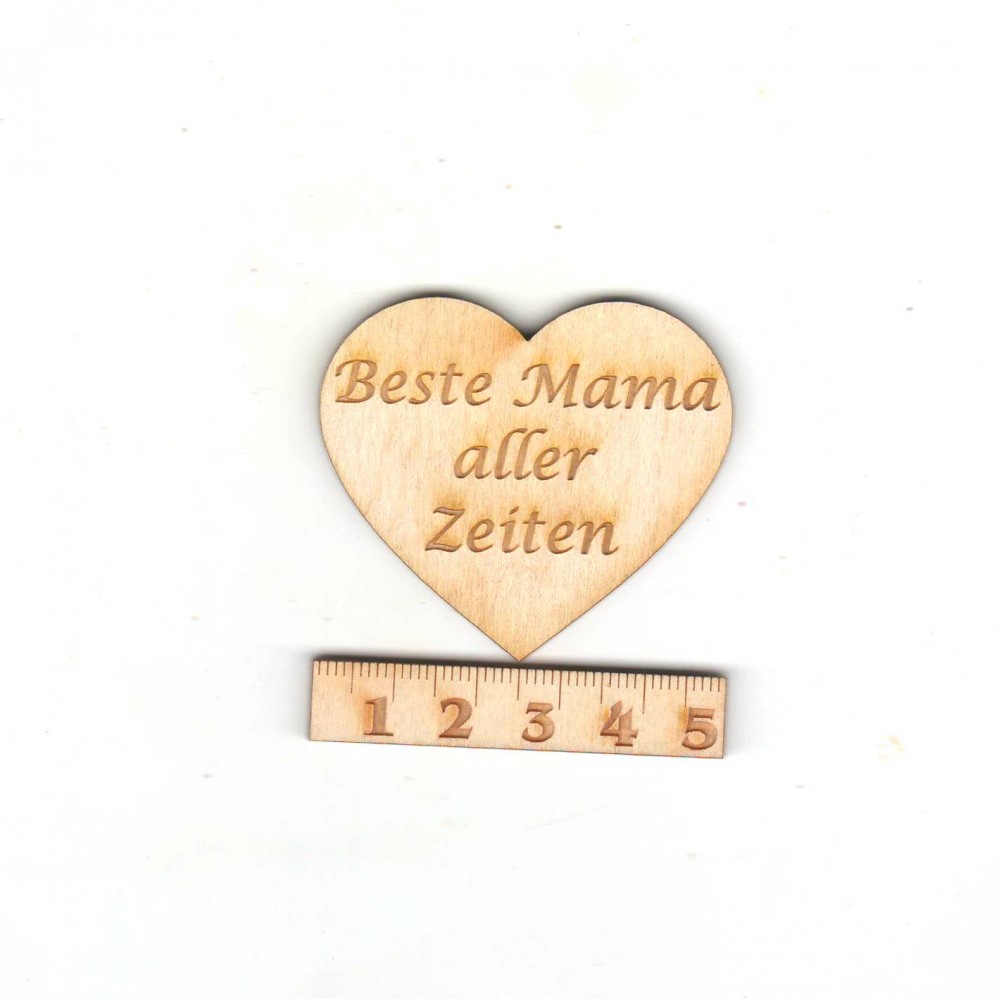 Beste Mama
aller
Zeiten
1 2 3 4 5